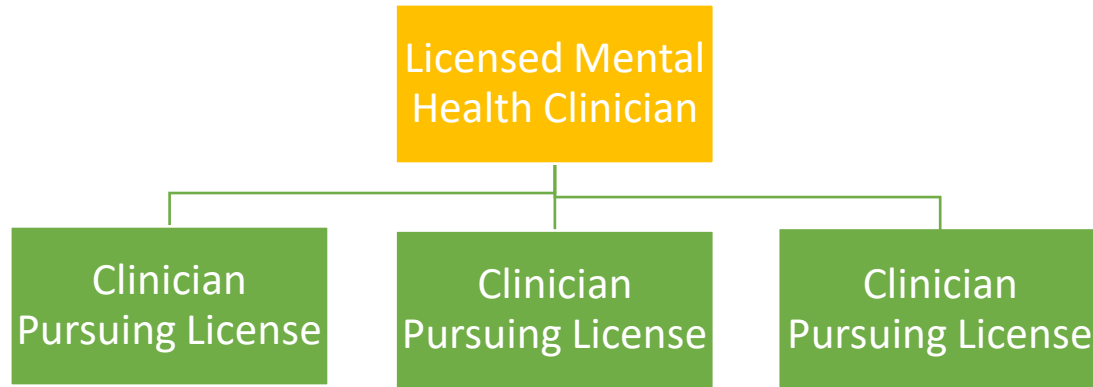 Licensed Mental
Health Clinician
Clinician
Pursuing License
Clinician
Pursuing License
Clinician
Pursuing License